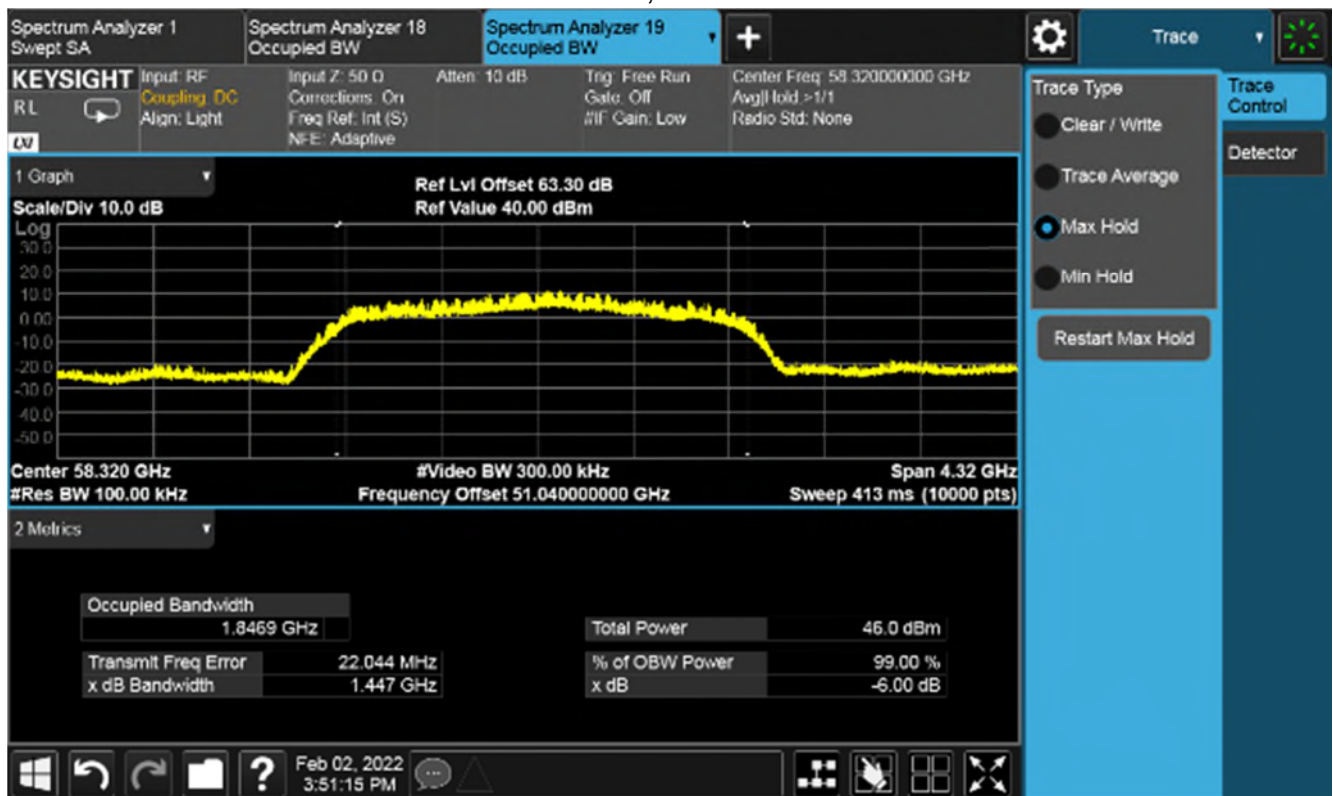 Spectrum Analyzer 1
Swept SA
Spectrum Analyzer 18
Occupied BW
Spectrum Analyzer 19
Occupied BW
Trace
KEYSIGHT
RL
LXI
Input: RF
Coupling: DC
Align: Light
Input Z: 50 Ω
Corrections: On
Freq Ref: Int (S)
NFE: Adaptive
Atten: 10 dB
Trig: Free Run
Gate: Off
#IF Gain: Low
Center Freq: 58.320000000 GHz
Avg|Hold:>1/1
Radio Std: None
Trace Type
Clear / Write
Trace Average
Max Hold
Min Hold
Restart Max Hold
Trace
Control
Detector
1 Graph
Scale/Div 10.0 dB
Ref Lvl Offset 63.30 dB
Ref Value 40.00 dBm
Log
30.0
20.0
10.0
0.00
-10.0
-20.0
-30.0
-40.0
-50.0
Center 58.320 GHz
#Video BW 300.00 kHz
Span 4.32 GHz
#Res BW 100.00 kHz
Frequency Offset 51.040000000 GHz
Sweep 413 ms (10000 pts)
2 Metrics
Occupied Bandwidth
1.8469 GHz
Total Power 46.0 dBm
Transmit Freq Error 22.044 MHz
% of OBW Power 99.00 %
x dB Bandwidth 1.447 GHz
x dB -6.00 dB
?
Feb 02, 2022
3:51:15 PM